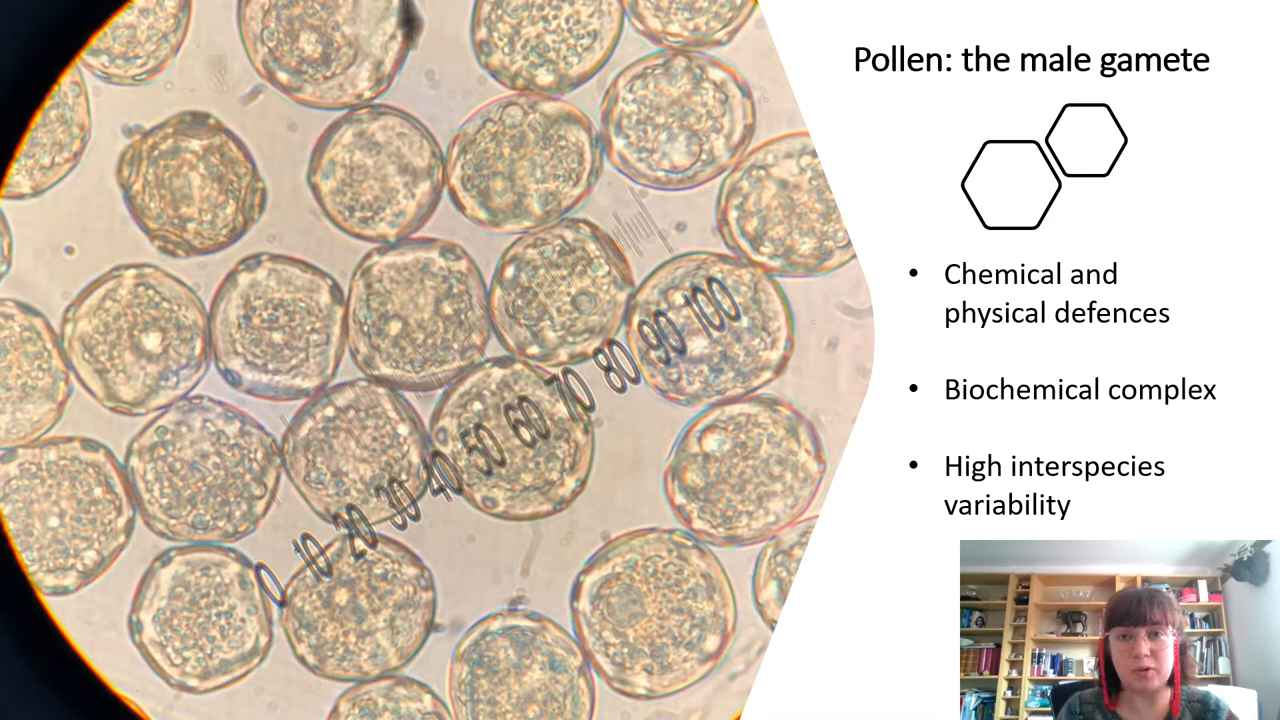 Pollen: the male gamete
• Chemical and
physical defences
• Biochemical complex
• High interspecies
variability
0 10 20 30 40 50 60 70 80 90 100